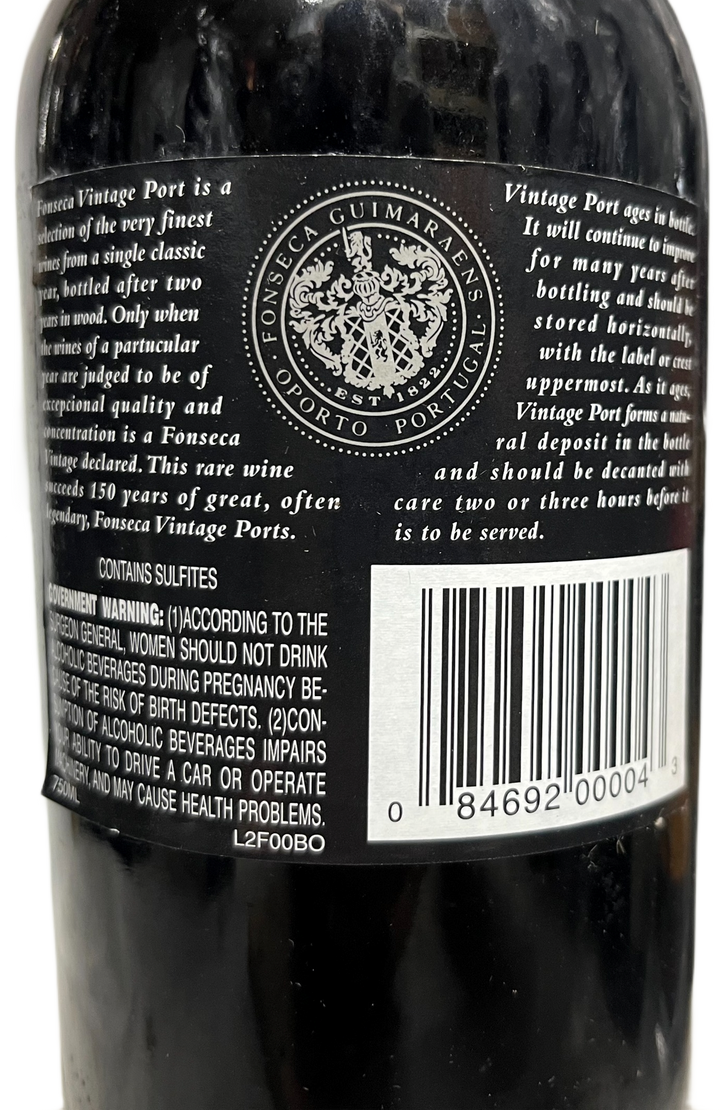 Fonseca Vintage Port is a
selection of the very finest
wines from a single classic
year, bottled after two
years in wood. Only when
the wines of a partucular
year are judged to be of
excepcional quality and
concentration is a Fonseca
Vintage declared. This rare wine
succeeds 150 years of great, often
legendary, Fonseca Vintage Ports.
FONSECA GUIMARAENS
EST. 1822
OPORTO PORTUGAL
Vintage Port ages in bottle.
It will continue to improve
for many years after
bottling and should be
stored horizontally,
with the label or crest
uppermost. As it ages,
Vintage Port forms a natu-
ral deposit in the bottle
and should be decanted with
care two or three hours before it
is to be served.
CONTAINS SULFITES
GOVERNMENT WARNING: (1)ACCORDING TO THE
SURGEON GENERAL, WOMEN SHOULD NOT DRINK
ALCOHOLIC BEVERAGES DURING PREGNANCY BE-
CAUSE OF THE RISK OF BIRTH DEFECTS. (2)CON-
SUMPTION OF ALCOHOLIC BEVERAGES IMPAIRS
YOUR ABILITY TO DRIVE A CAR OR OPERATE
MACHINERY, AND MAY CAUSE HEALTH PROBLEMS.
750ML
L2F00BO
0 84692 00004 3